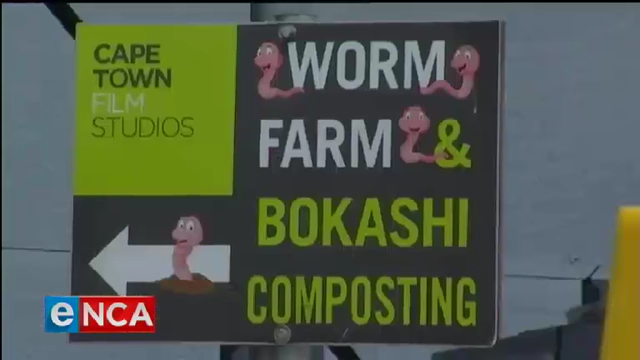 CAPE
TOWN
FILM
STUDIOS
WORM
FARM &
BOKASHI
COMPOSTING
eNCA